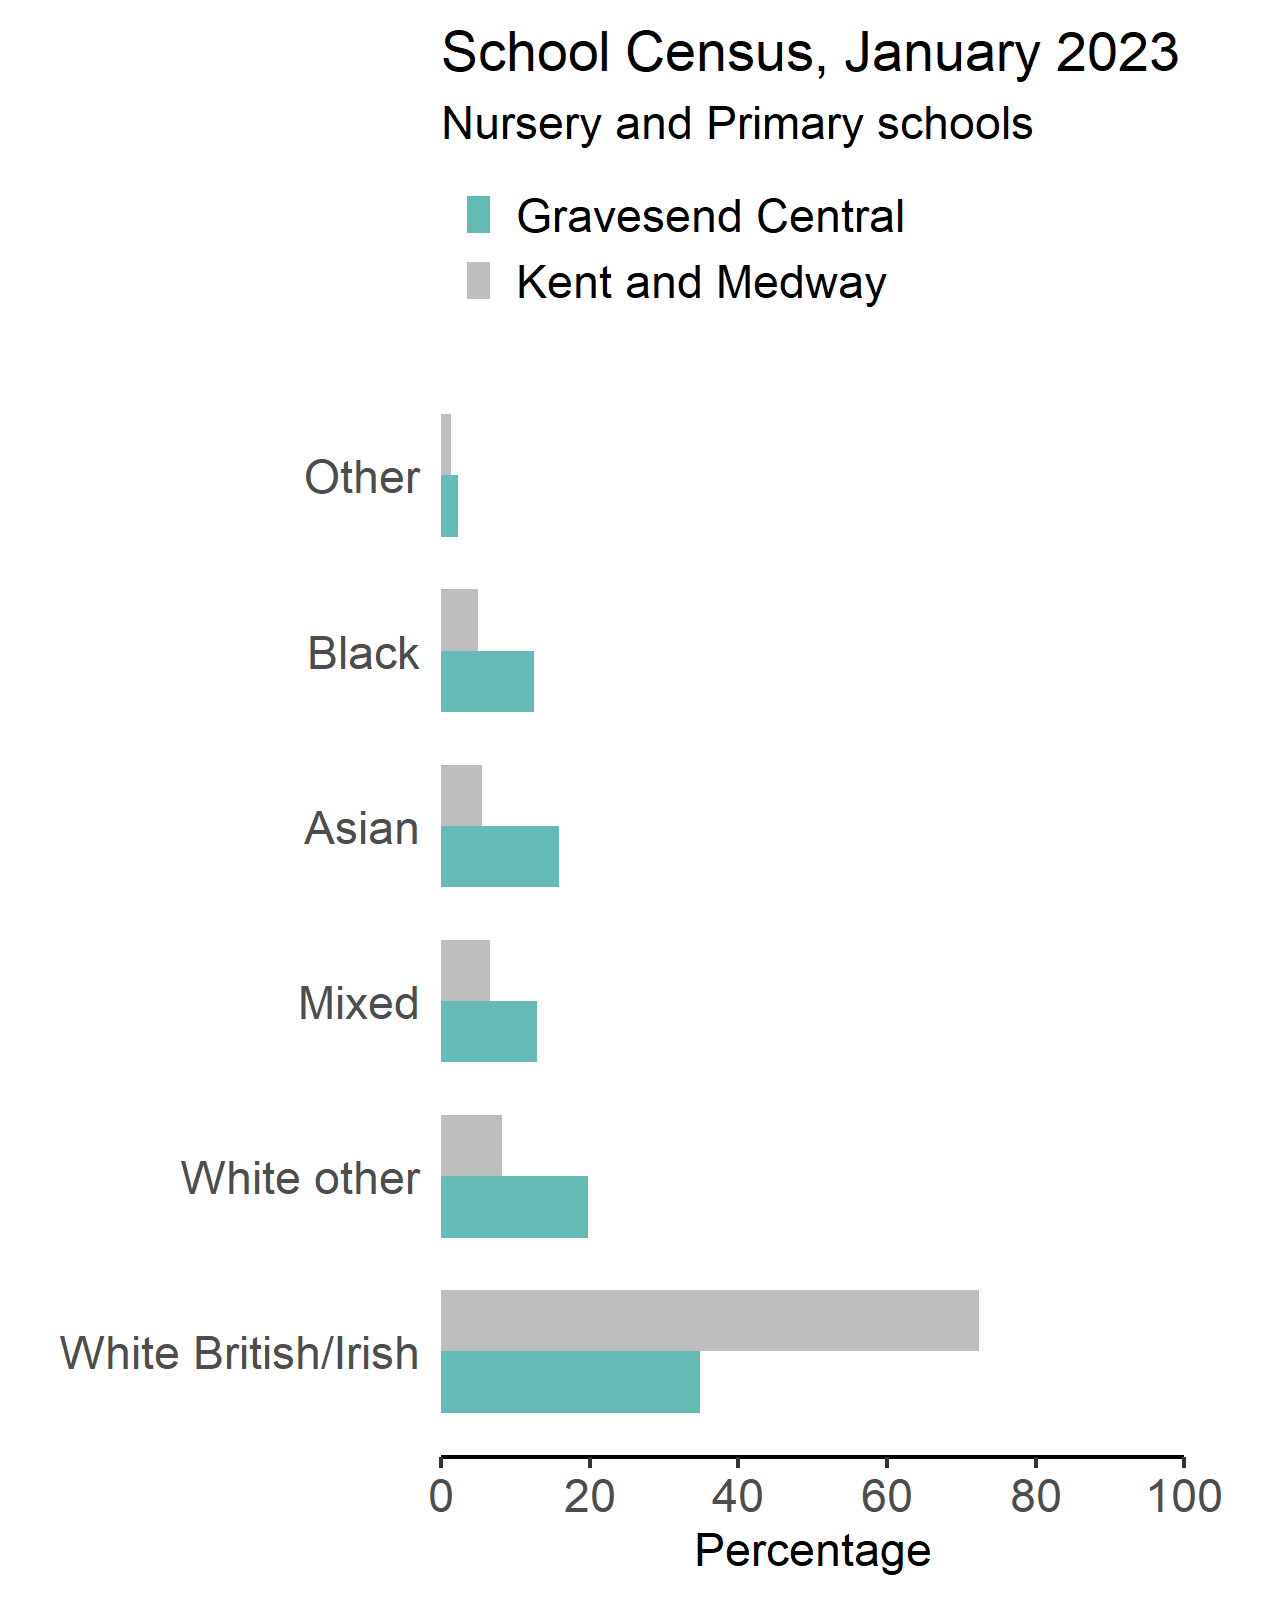 School Census, January 2023
Nursery and Primary schools
Gravesend Central
Kent and Medway
Other
Black
Asian
Mixed
White other
White British/Irish
0 20 40 60 80 100
Percentage